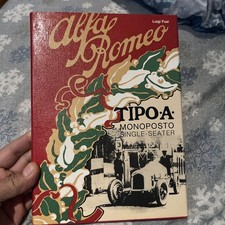 Luigi Fusi
Alfa
Romeo
TIPO·A·
MONOPOSTO
SINGLE-SEATER